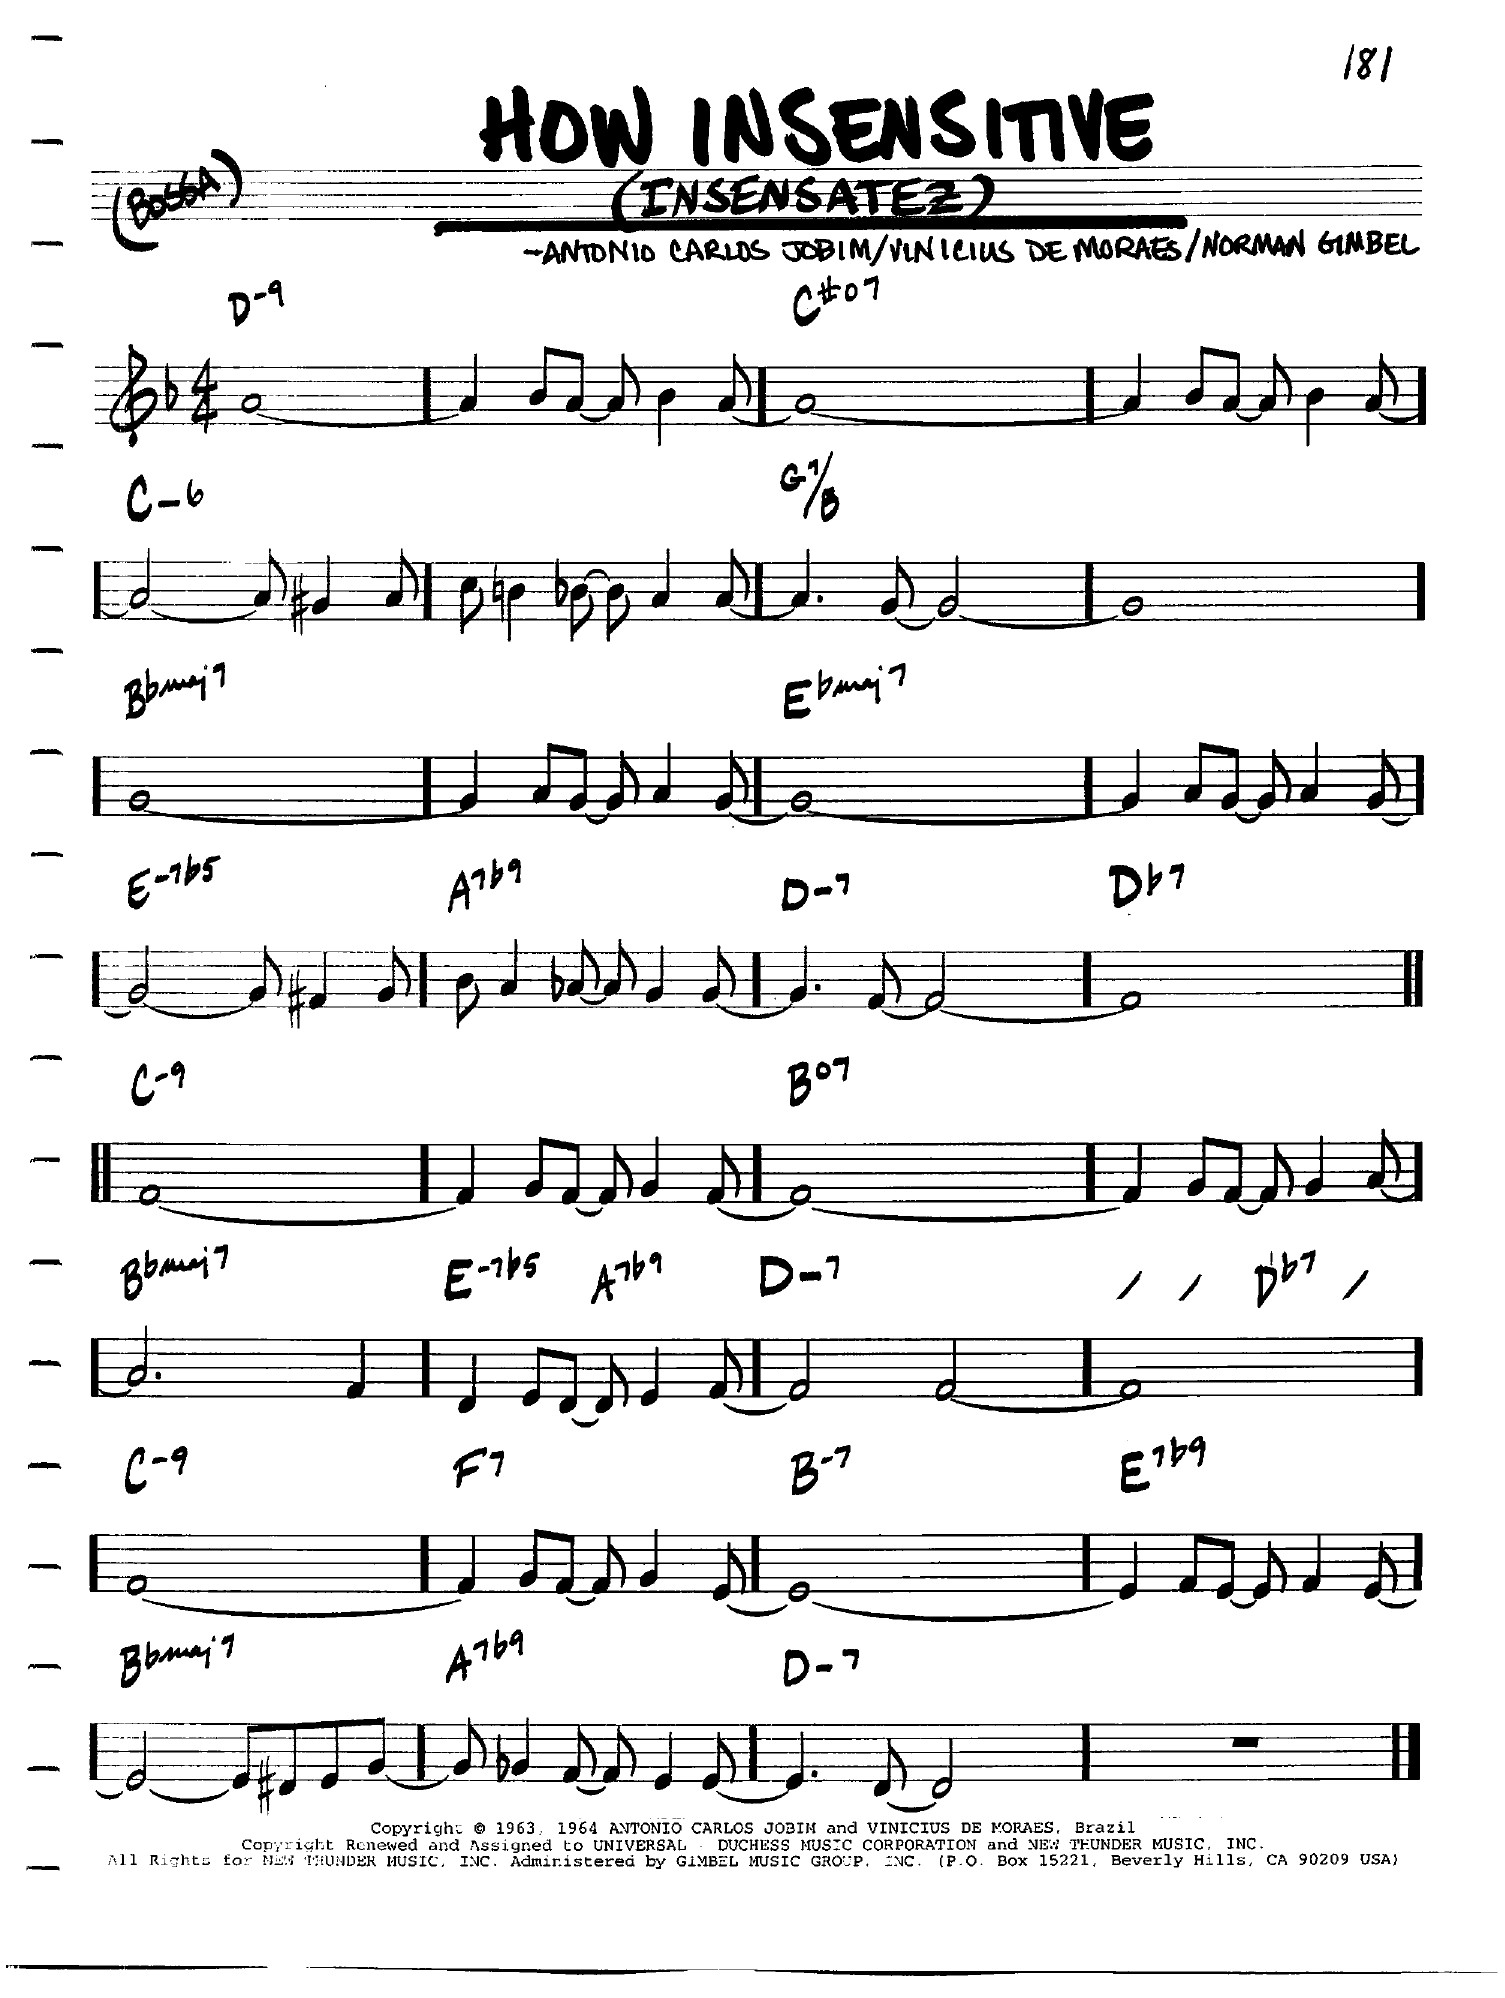 181
HOW INSENSITIVE
(BOSSA)
(INSENSATEZ)
-ANTONIO CARLOS JOBIM/VINICIUS DE MORAES/NORMAN GIMBEL
D-9 C#o7
4 4
C-6 G7/B
Bbmaj7 Ebmaj7
E-7b5 A7b9 D-7 Db7
C-9 Bo7
Bbmaj7 E-7b5 A7b9 D-7 / / Db7 /
C-9 F7 B-7 E7b9
Bbmaj7 A7b9 D-7
Copyright © 1963, 1964 ANTONIO CARLOS JOBIM and VINICIUS DE MORAES, Brazil
Copyright Renewed and Assigned to UNIVERSAL - DUCHESS MUSIC CORPORATION and NEW THUNDER MUSIC, INC.
All Rights for NEW THUNDER MUSIC, INC. Administered by GIMBEL MUSIC GROUP, INC. (P.O. Box 15221, Beverly Hills, CA 90209 USA)